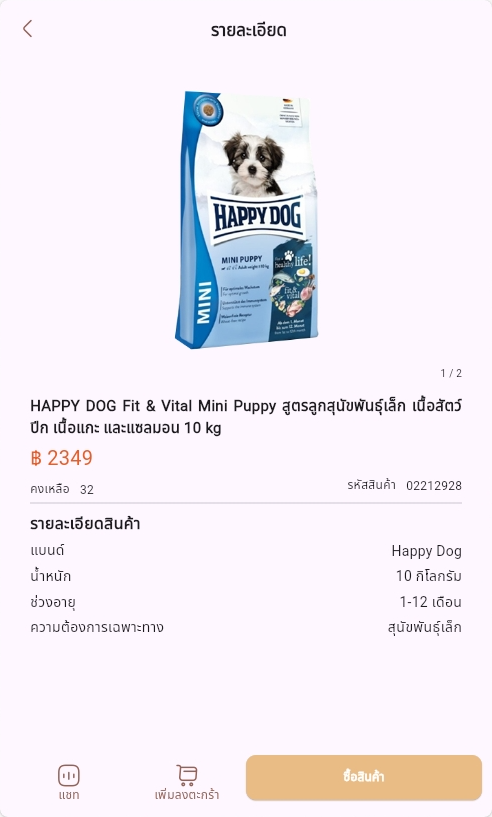 รายละเอียด
HAPPY DOG
MINI PUPPY
healthy life!
Fit &
vital
MINI
1 / 2
HAPPY DOG Fit & Vital Mini Puppy สูตรลูกสุนัขพันธุ์เล็ก เนื้อสัตว์
ปีก เนื้อแกะ และแซลมอน 10 kg
฿ 2349
คงเหลือ 32
รหัสสินค้า 02212928
รายละเอียดสินค้า
แบนด์ Happy Dog
น้ำหนัก 10 กิโลกรัม
ช่วงอายุ 1-12 เดือน
ความต้องการเฉพาะทาง สุนัขพันธุ์เล็ก
แชท
เพิ่มลงตะกร้า
ซื้อสินค้า